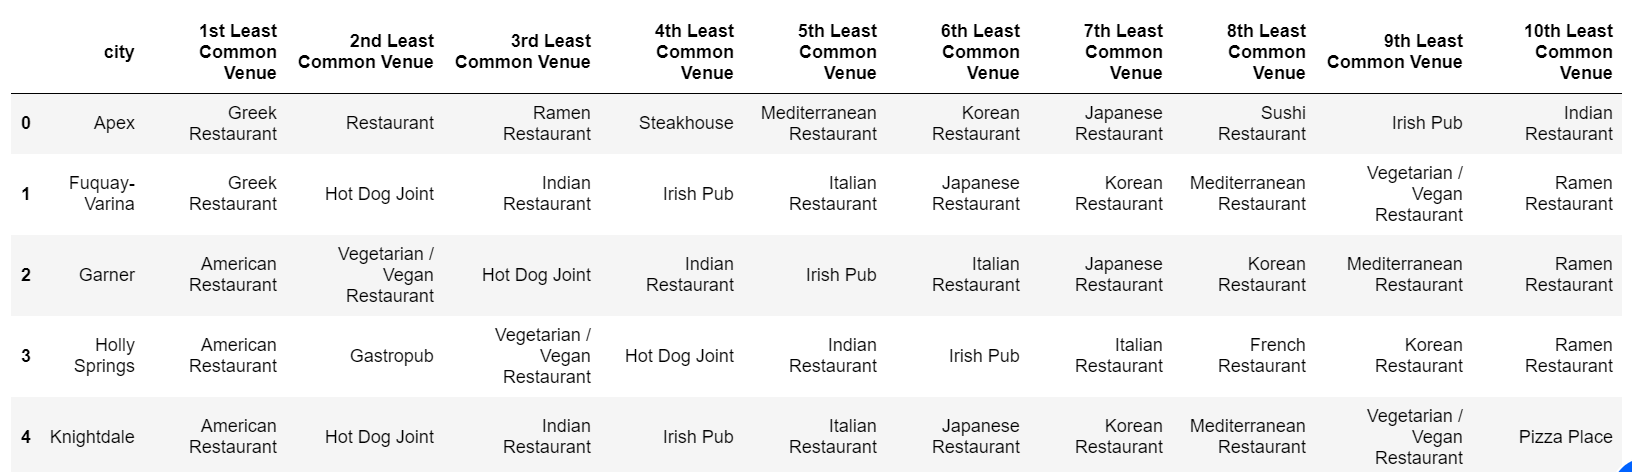 city 1st Least Common Venue 2nd Least Common Venue 3rd Least Common Venue 4th Least Common Venue 5th Least Common Venue 6th Least Common Venue 7th Least Common Venue 8th Least Common Venue 9th Least Common Venue 10th Least Common Venue
0 Apex Greek Restaurant Restaurant Ramen Restaurant Steakhouse Mediterranean Restaurant Korean Restaurant Japanese Restaurant Sushi Restaurant Irish Pub Indian Restaurant
1 Fuquay-Varina Greek Restaurant Hot Dog Joint Indian Restaurant Irish Pub Italian Restaurant Japanese Restaurant Korean Restaurant Mediterranean Restaurant Vegetarian / Vegan Restaurant Ramen Restaurant
2 Garner American Restaurant Vegetarian / Vegan Restaurant Hot Dog Joint Indian Restaurant Irish Pub Italian Restaurant Japanese Restaurant Korean Restaurant Mediterranean Restaurant Ramen Restaurant
3 Holly Springs American Restaurant Gastropub Vegetarian / Vegan Restaurant Hot Dog Joint Indian Restaurant Irish Pub Italian Restaurant French Restaurant Korean Restaurant Ramen Restaurant
4 Knightdale American Restaurant Hot Dog Joint Indian Restaurant Irish Pub Italian Restaurant Japanese Restaurant Korean Restaurant Mediterranean Restaurant Vegetarian / Vegan Restaurant Pizza Place